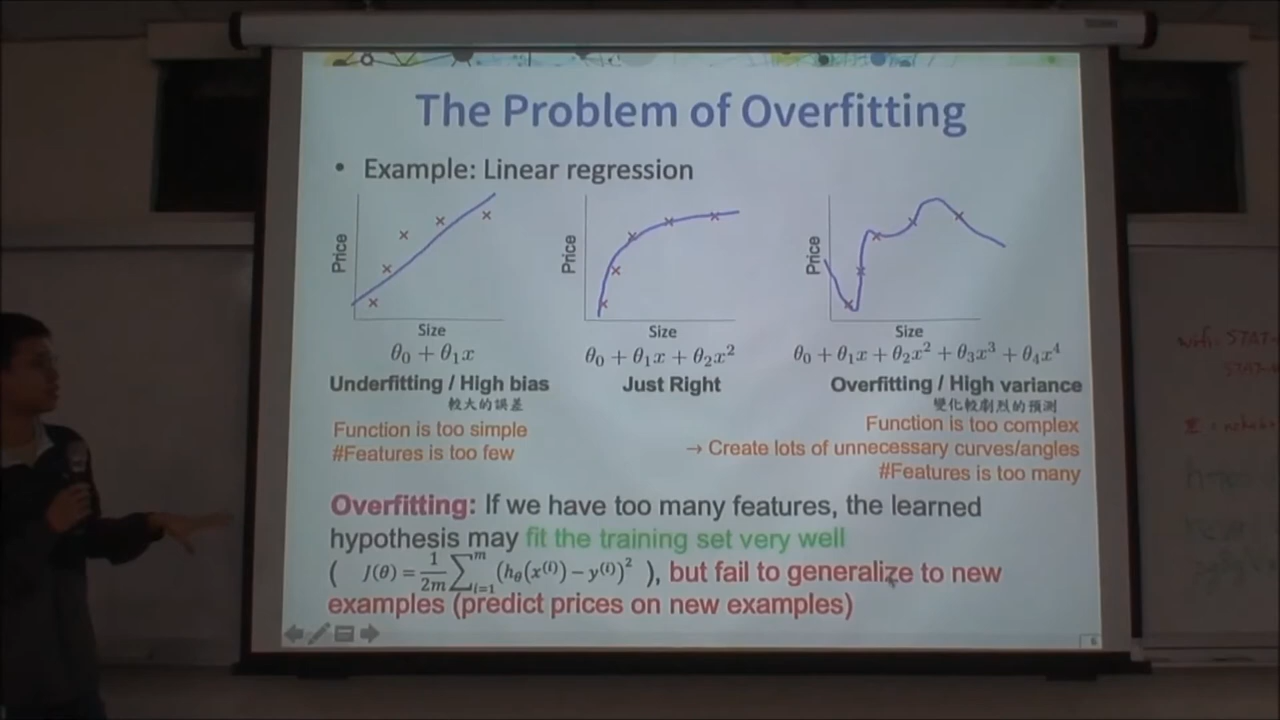 The Problem of Overfitting
• Example: Linear regression
Price
Size
θ₀ + θ₁x
Underfitting / High bias
較大的誤差
Function is too simple
#Features is too few
Price
Size
θ₀ + θ₁x + θ₂x²
Just Right
Price
Size
θ₀ + θ₁x + θ₂x² + θ₃x³ + θ₄x⁴
Overfitting / High variance
變化較劇烈的預測
Function is too complex
→ Create lots of unnecessary curves/angles
#Features is too many
Overfitting: If we have too many features, the learned
hypothesis may fit the training set very well
( J(θ) = 1/2m ∑ᵢ₌₁ᵐ (hθ(x⁽ⁱ⁾) − y⁽ⁱ⁾)² ), but fail to generalize to new
examples (predict prices on new examples)
6
wifi: STAT